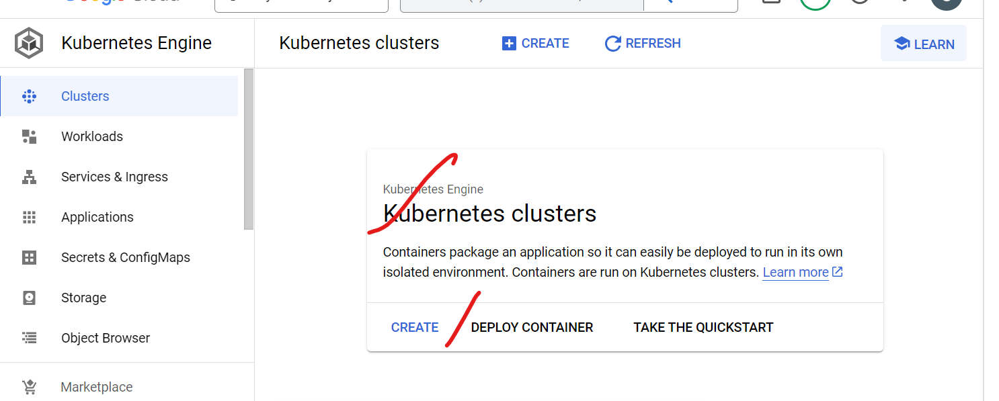 Google Cloud
Kubernetes Engine
Kubernetes clusters
CREATE
REFRESH
LEARN
Clusters
Workloads
Services & Ingress
Applications
Secrets & ConfigMaps
Storage
Object Browser
Marketplace
Kubernetes Engine
Kubernetes clusters
Containers package an application so it can easily be deployed to run in its own
isolated environment. Containers are run on Kubernetes clusters. Learn more
CREATE
DEPLOY CONTAINER
TAKE THE QUICKSTART